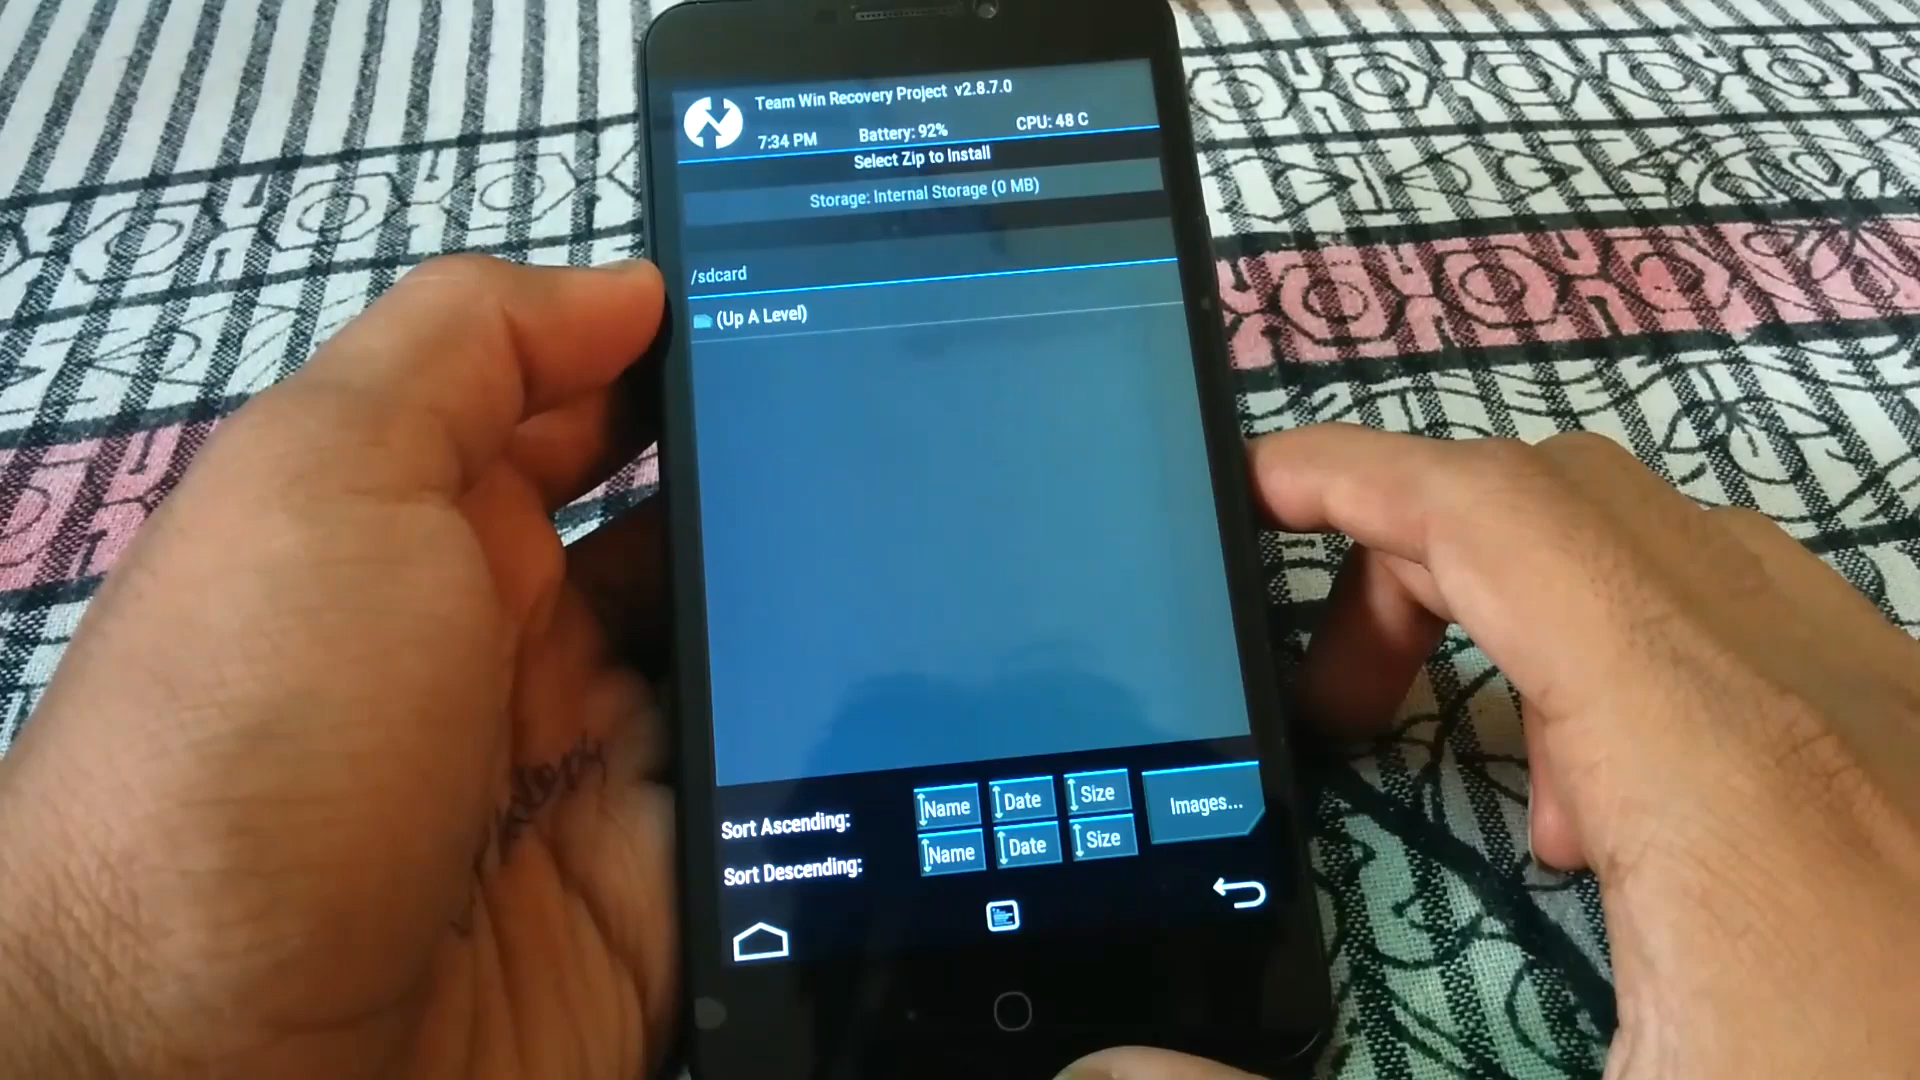 Team Win Recovery Project v2.8.7.0
7:34 PM Battery: 92% CPU: 48 C
Select Zip to Install
Storage: Internal Storage (0 MB)
/sdcard
(Up A Level)
Sort Ascending: Name Date Size
Images...
Sort Descending: Name Date Size